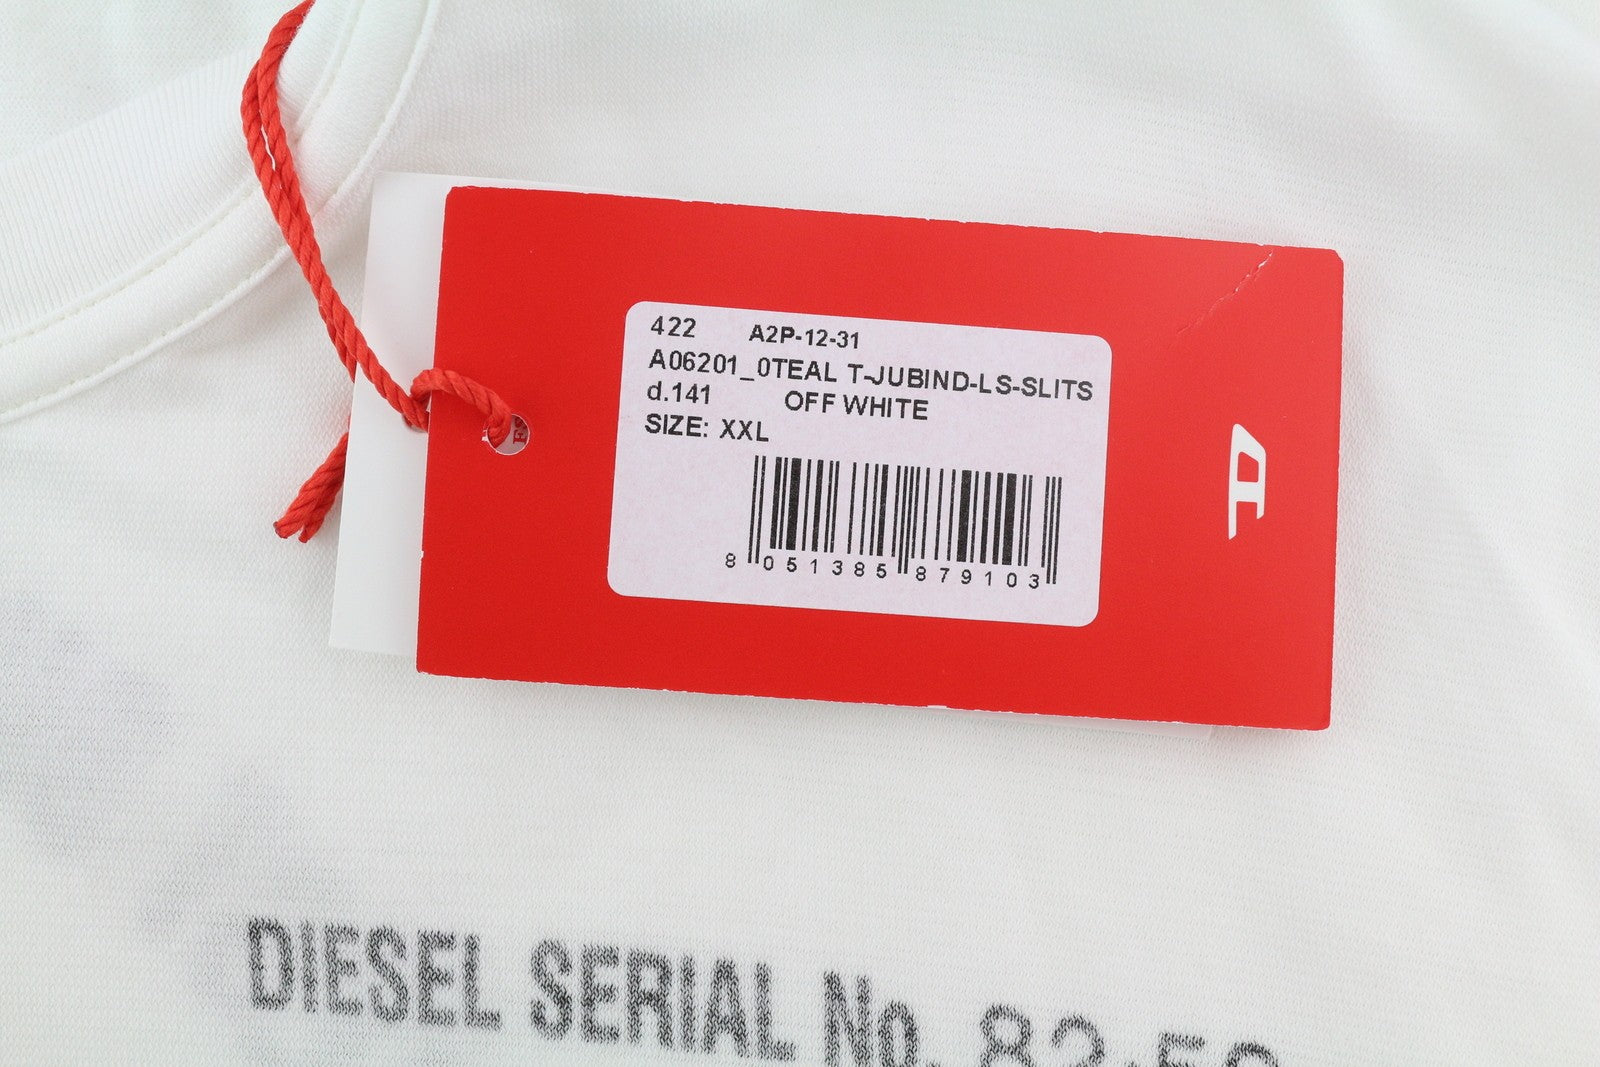 422 A2P-12-31
A06201_0TEAL T-JUBIND-LS-SLITS
d.141 OFF WHITE
SIZE: XXL
8 051385 879103
D
DIESEL SERIAL No.